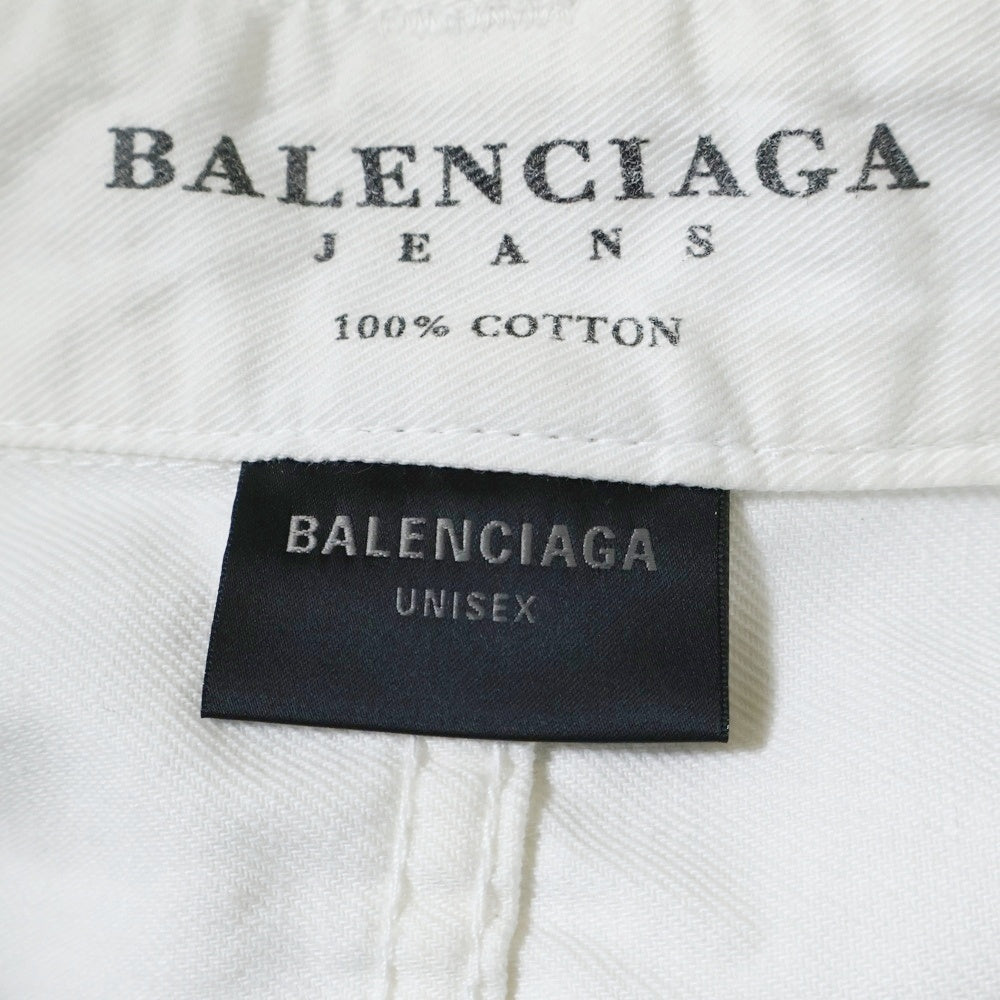 BALENCIAGA
JEANS
100% COTTON
BALENCIAGA
UNISEX